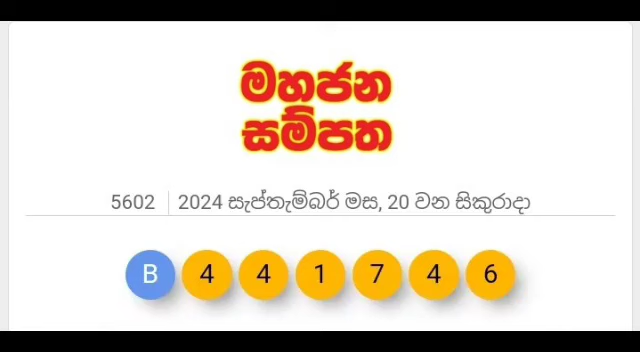 මහජන
සම්පත
5602 2024 සැප්තැම්බර් මස, 20 වන සිකුරාදා
B 4 4 1 7 4 6